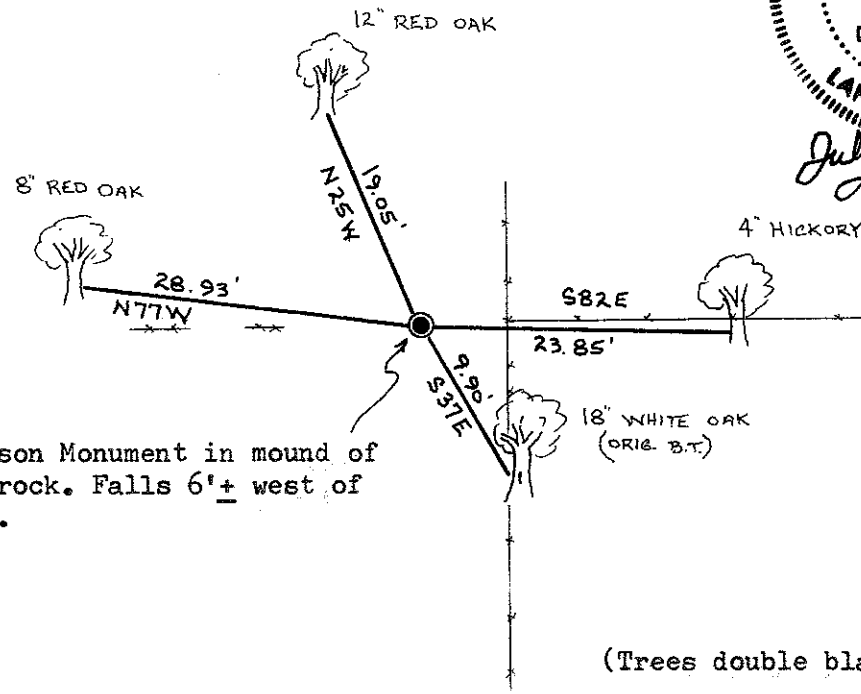 12" RED OAK
8" RED OAK
19.05'
N25W
4" HICKORY
28.93'
N77W
S82E
23.85'
9.90'
S37E
18" WHITE OAK
(ORIG. B.T.)
son Monument in mound of
rock. Falls 6'± west of
.
(Trees double bla